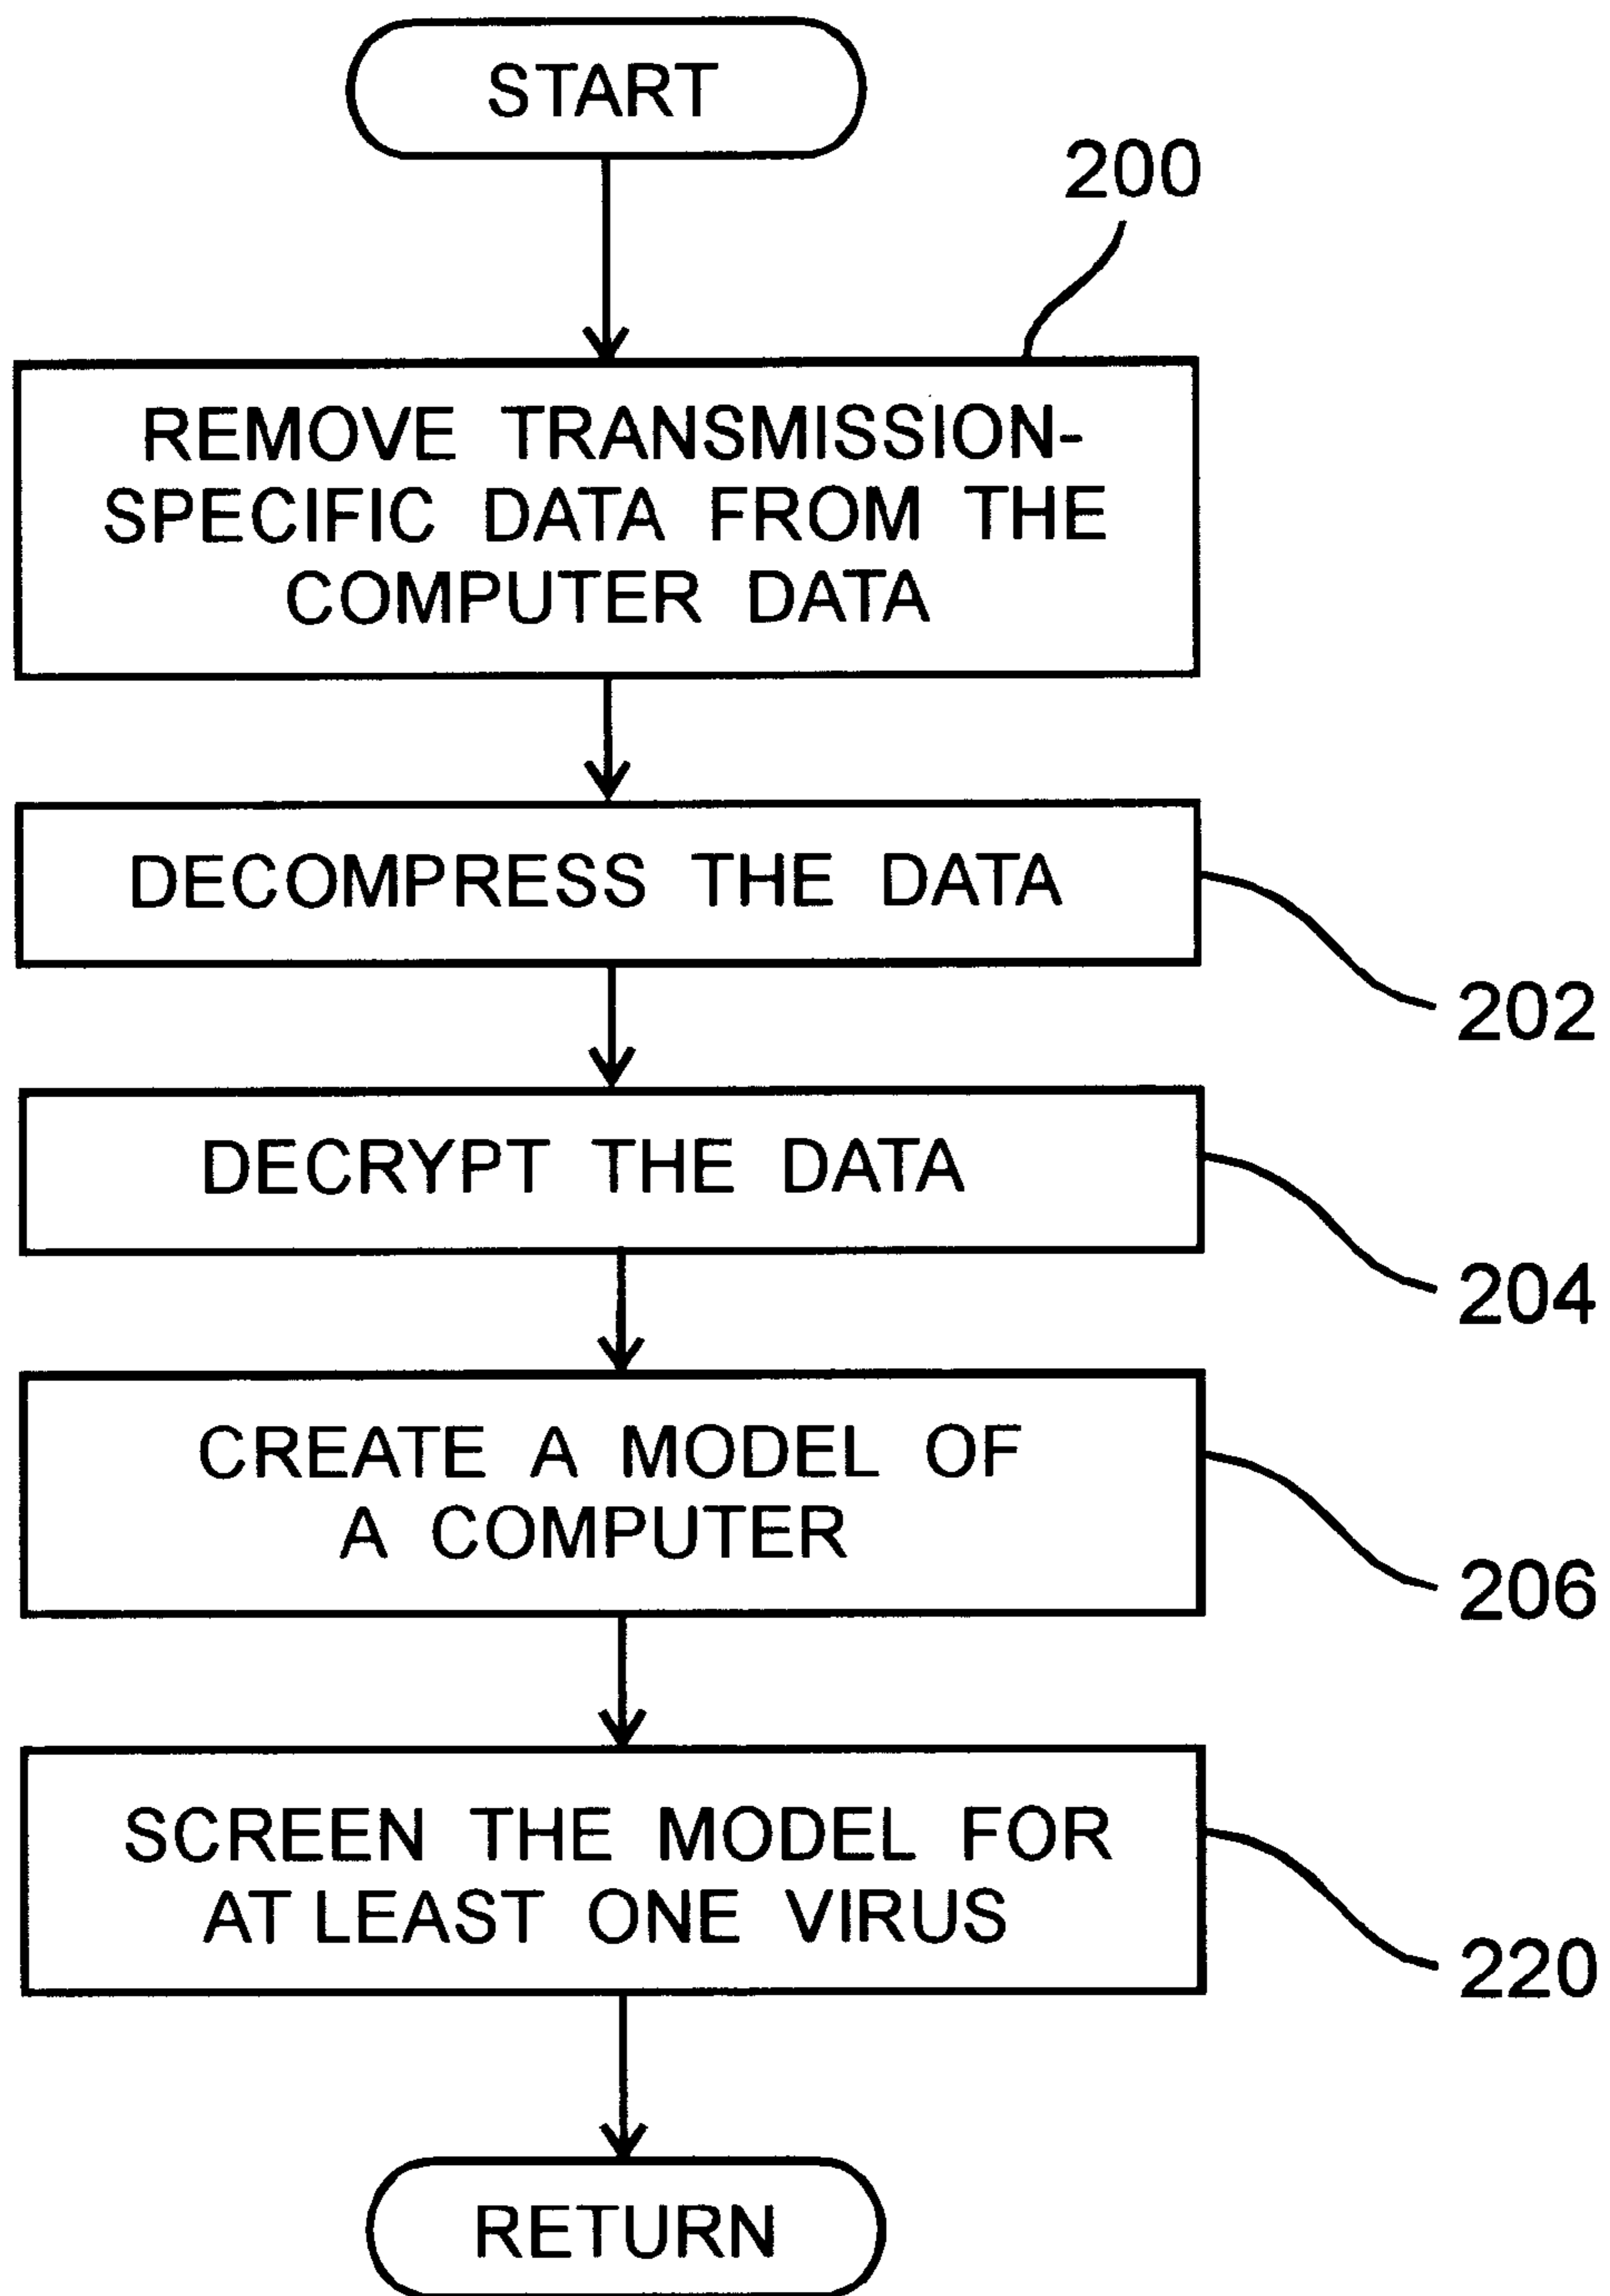 START
200
REMOVE TRANSMISSION-
SPECIFIC DATA FROM THE
COMPUTER DATA
DECOMPRESS THE DATA
202
DECRYPT THE DATA
204
CREATE A MODEL OF
A COMPUTER
206
SCREEN THE MODEL FOR
AT LEAST ONE VIRUS
220
RETURN